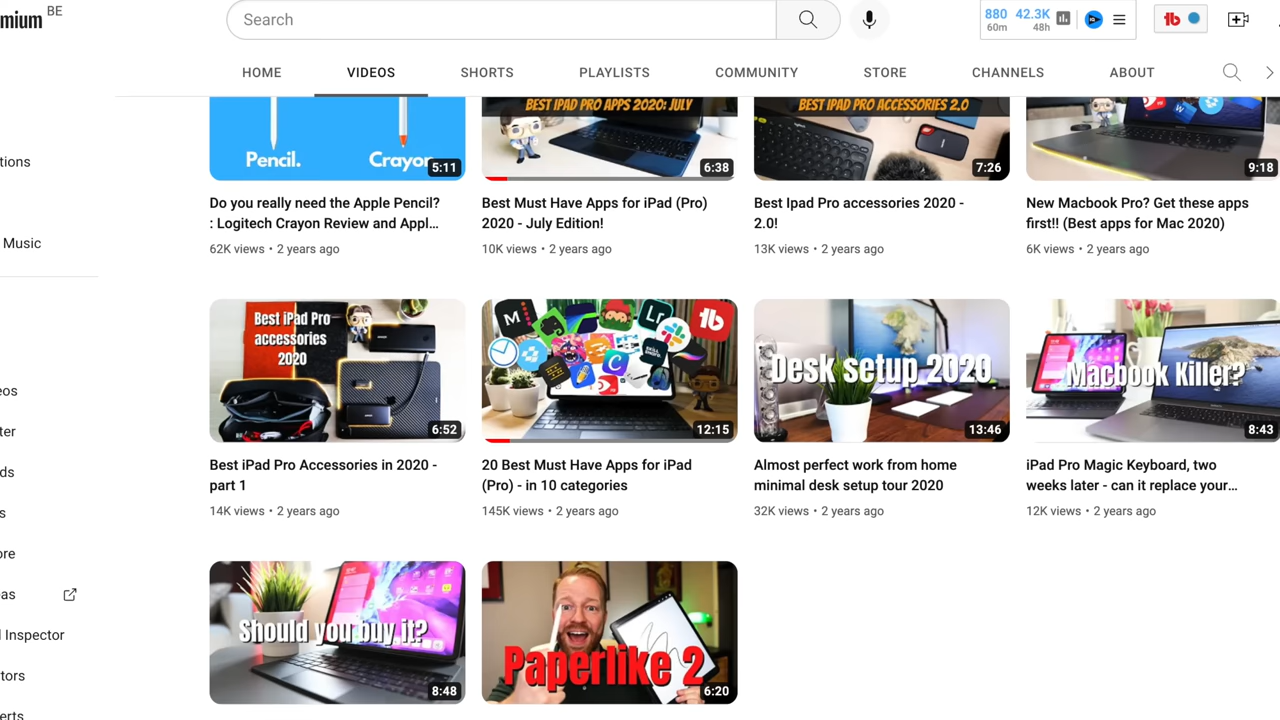 mium BE
Search
880 42.3K
60m 48h
HOME VIDEOS SHORTS PLAYLISTS COMMUNITY STORE CHANNELS ABOUT
tions
Music
eos
ter
ds
s
ore
as
l Inspector
tors
erts
Pencil. Crayon
5:11
BEST IPAD PRO APPS 2020: JULY
6:38
BEST IPAD PRO ACCESSORIES 2.0
7:26
9:18
Do you really need the Apple Pencil?
: Logitech Crayon Review and Appl...
62K views • 2 years ago
Best Must Have Apps for iPad (Pro)
2020 - July Edition!
10K views • 2 years ago
Best Ipad Pro accessories 2020 -
2.0!
13K views • 2 years ago
New Macbook Pro? Get these apps
first!! (Best apps for Mac 2020)
6K views • 2 years ago
Best iPad Pro
accessories
2020
6:52
Lr
12:15
Desk setup 2020
13:46
Macbook Killer?
8:43
Best iPad Pro Accessories in 2020 -
part 1
14K views • 2 years ago
20 Best Must Have Apps for iPad
(Pro) - in 10 categories
145K views • 2 years ago
Almost perfect work from home
minimal desk setup tour 2020
32K views • 2 years ago
iPad Pro Magic Keyboard, two
weeks later - can it replace your...
12K views • 2 years ago
Should you buy it?
8:48
Paperlike 2
6:20